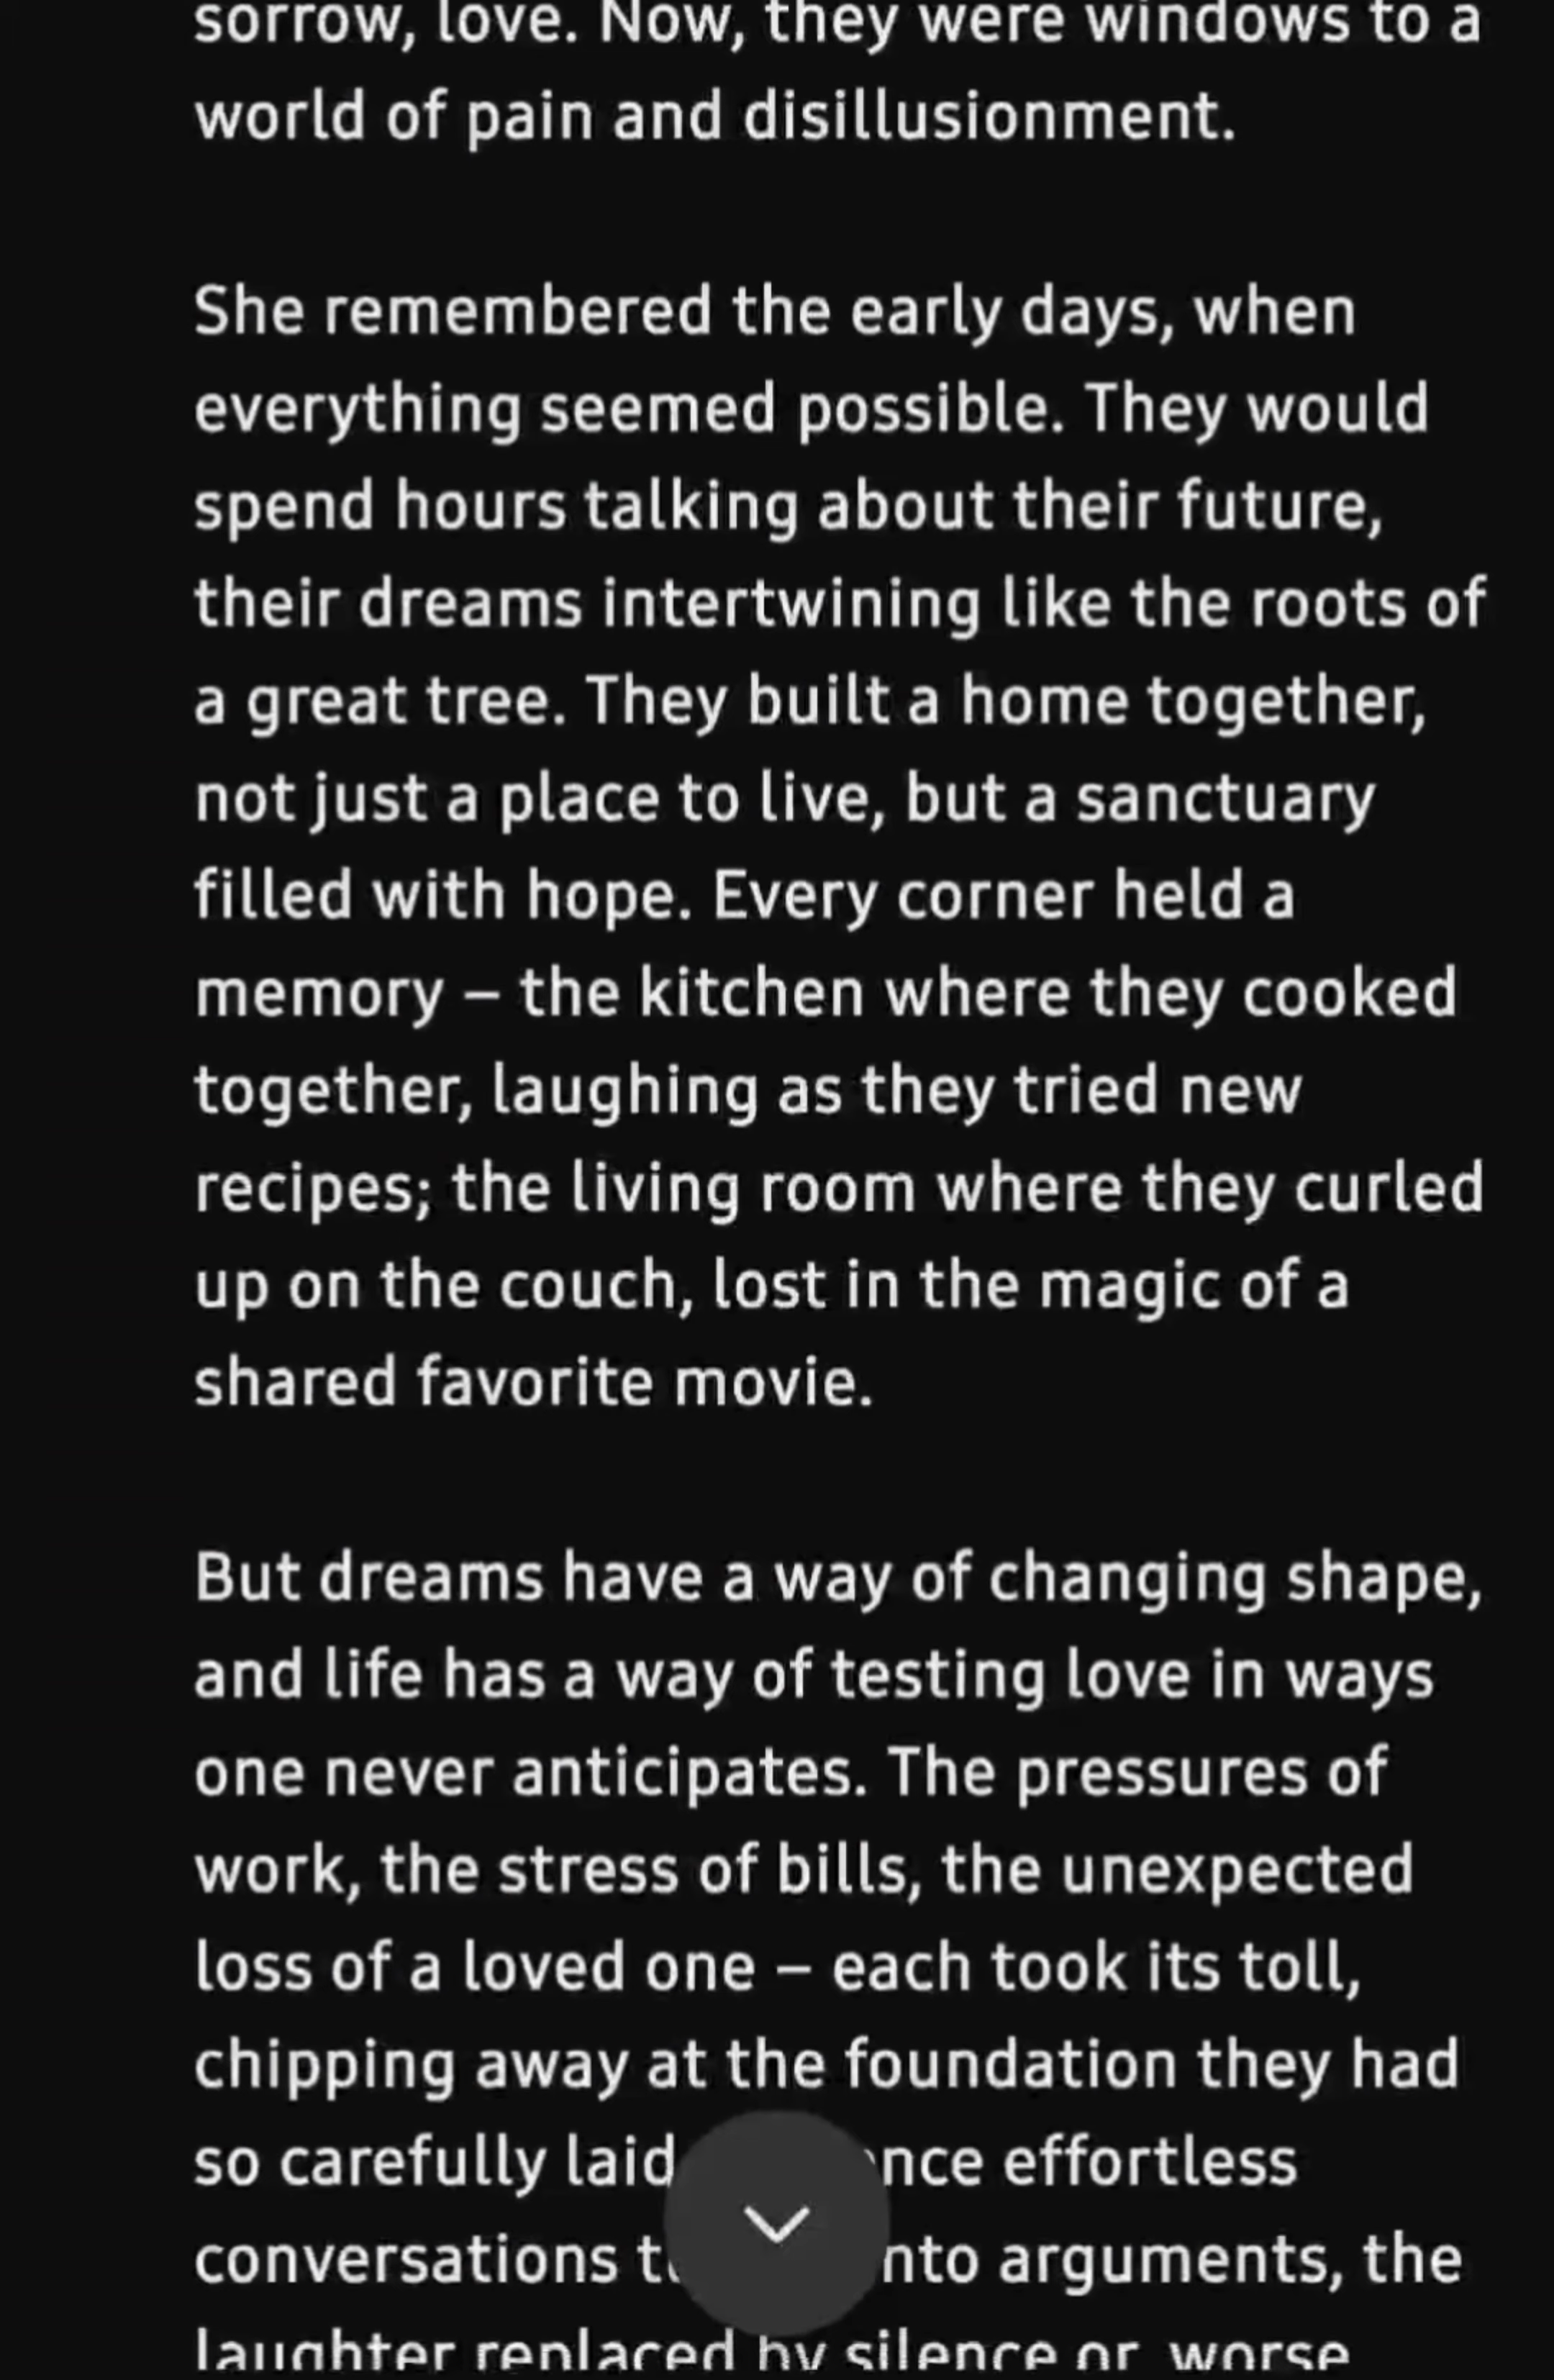 sorrow, love. Now, they were windows to a
world of pain and disillusionment.
She remembered the early days, when
everything seemed possible. They would
spend hours talking about their future,
their dreams intertwining like the roots of
a great tree. They built a home together,
not just a place to live, but a sanctuary
filled with hope. Every corner held a
memory – the kitchen where they cooked
together, laughing as they tried new
recipes; the living room where they curled
up on the couch, lost in the magic of a
shared favorite movie.
But dreams have a way of changing shape,
and life has a way of testing love in ways
one never anticipates. The pressures of
work, the stress of bills, the unexpected
loss of a loved one – each took its toll,
chipping away at the foundation they had
so carefully laid effortless
conversations arguments, the
laughter replaced by silence or, worse